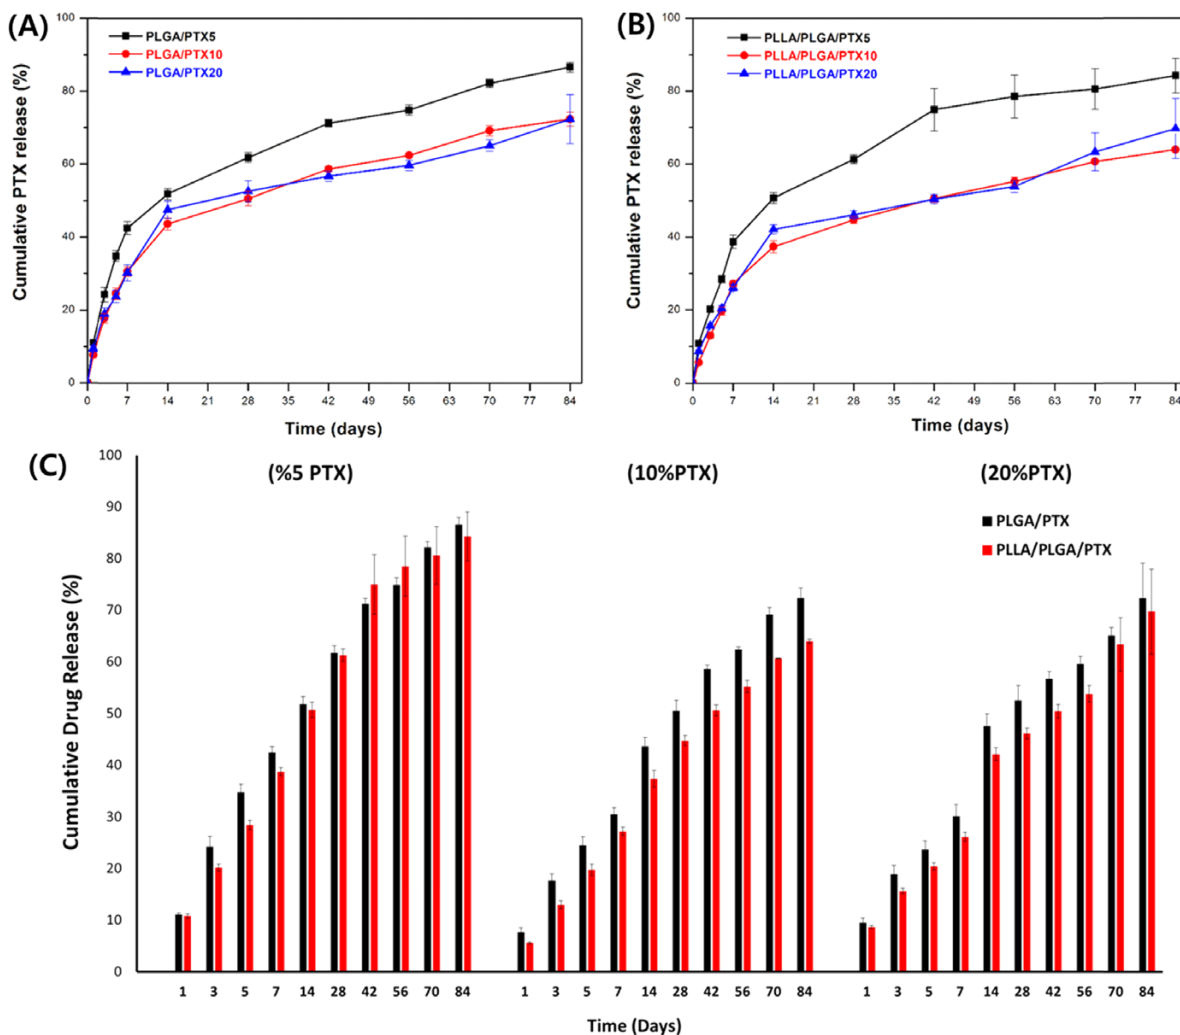 (A)
PLGA/PTX5
PLGA/PTX10
PLGA/PTX20
Cumulative PTX release (%)
100
80
60
40
20
0
0 7 14 21 28 35 42 49 56 63 70 77 84
Time (days)
(B)
PLLA/PLGA/PTX5
PLLA/PLGA/PTX10
PLLA/PLGA/PTX20
Cumulative PTX release (%)
100
80
60
40
20
0
0 7 14 21 28 35 42 49 56 63 70 77 84
Time (days)
(C)
(%5 PTX) (10%PTX) (20%PTX)
PLGA/PTX
PLLA/PLGA/PTX
Cumulative Drug Release (%)
100
90
80
70
60
50
40
30
20
10
0
1 3 5 7 14 28 42 56 70 84 1 3 5 7 14 28 42 56 70 84 1 3 5 7 14 28 42 56 70 84
Time (Days)